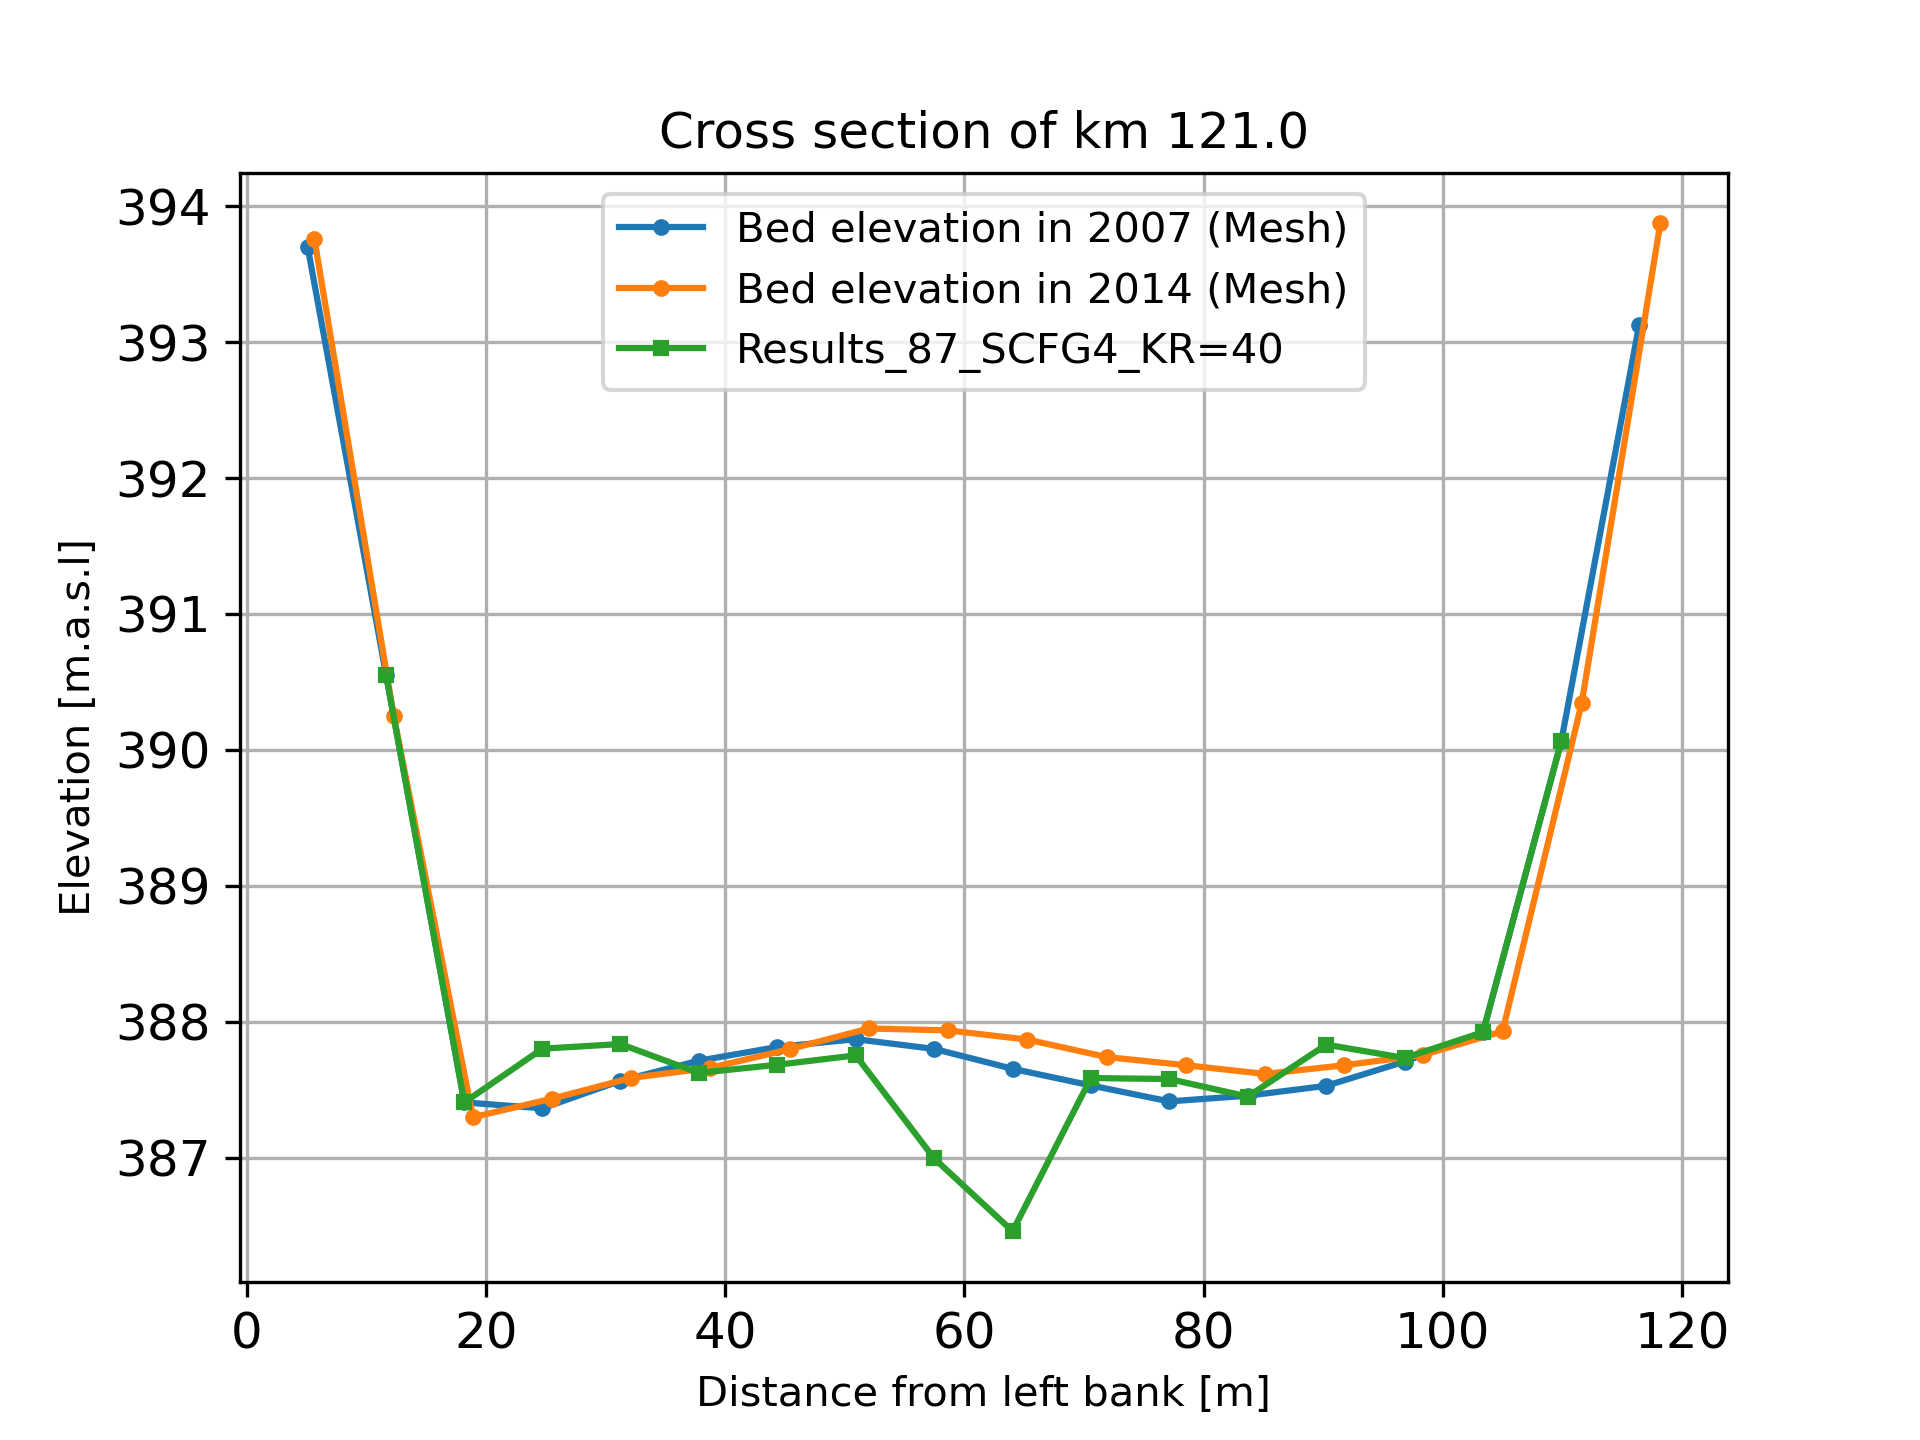 Cross section of km 121.0
Bed elevation in 2007 (Mesh)
Bed elevation in 2014 (Mesh)
Results_87_SCFG4_KR=40
394
393
392
391
390
389
388
387
Elevation [m.a.s.l]
0 20 40 60 80 100 120
Distance from left bank [m]